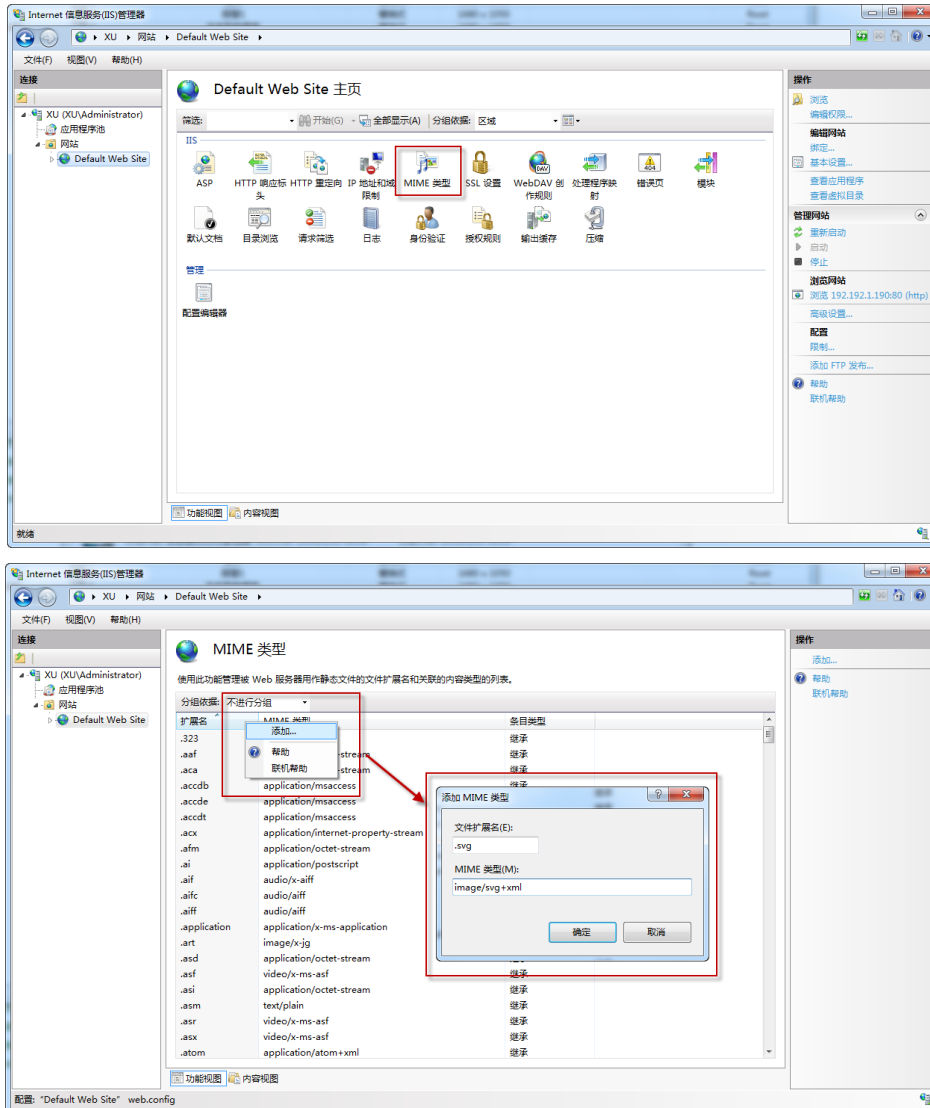 Internet 信息服务(IIS)管理器
XU ▸ 网站 ▸ Default Web Site ▸
文件(F) 视图(V) 帮助(H)
连接
XU (XU\Administrator)
应用程序池
网站
Default Web Site
Default Web Site 主页
筛选: 开始(G) 全部显示(A) 分组依据: 区域
IIS
ASP
HTTP 响应标头
HTTP 重定向
IP 地址和域限制
MIME 类型
SSL 设置
WebDAV 创作规则
处理程序映射
错误页
模块
默认文档
目录浏览
请求筛选
日志
身份验证
授权规则
输出缓存
压缩
管理
配置编辑器
功能视图 内容视图
操作
浏览
编辑权限...
编辑网站
绑定...
基本设置...
查看应用程序
查看虚拟目录
管理网站
重新启动
启动
停止
浏览网站
浏览 192.192.1.190:80 (http)
高级设置...
配置
限制...
添加 FTP 发布...
帮助
联机帮助
就绪
Internet 信息服务(IIS)管理器
XU ▸ 网站 ▸ Default Web Site ▸
文件(F) 视图(V) 帮助(H)
连接
XU (XU\Administrator)
应用程序池
网站
Default Web Site
MIME 类型
使用此功能管理被 Web 服务器用作静态文件的文件扩展名和关联的内容类型的列表。
分组依据: 不进行分组
扩展名 MIME 类型 条目类型
.323 继承
.aaf -stream 继承
.aca -stream 继承
.accdb application/msaccess 继承
.accde application/msaccess
.accdt application/msaccess
.acx application/internet-property-stream
.afm application/octet-stream
.ai application/postscript
.aif audio/x-aiff
.aifc audio/aiff
.aiff audio/aiff
.application application/x-ms-application
.art image/x-jg
.asd application/octet-stream
.asf video/x-ms-asf 继承
.asi application/octet-stream 继承
.asm text/plain 继承
.asr video/x-ms-asf 继承
.asx video/x-ms-asf 继承
.atom application/atom+xml 继承
添加...
帮助
联机帮助
添加 MIME 类型
文件扩展名(E):
.svg
MIME 类型(M):
image/svg+xml
确定 取消
功能视图 内容视图
操作
添加...
帮助
联机帮助
配置: "Default Web Site" web.config